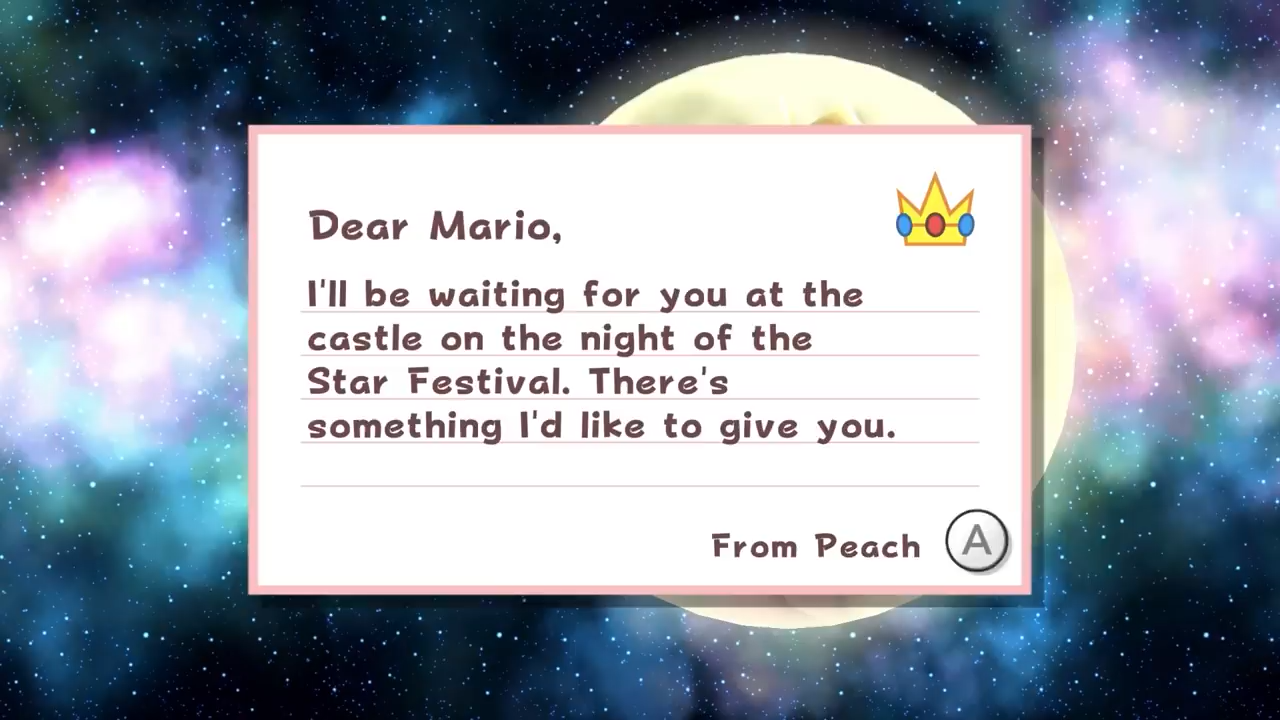 Dear Mario,
I'll be waiting for you at the
castle on the night of the
Star Festival. There's
something I'd like to give you.
From Peach
A